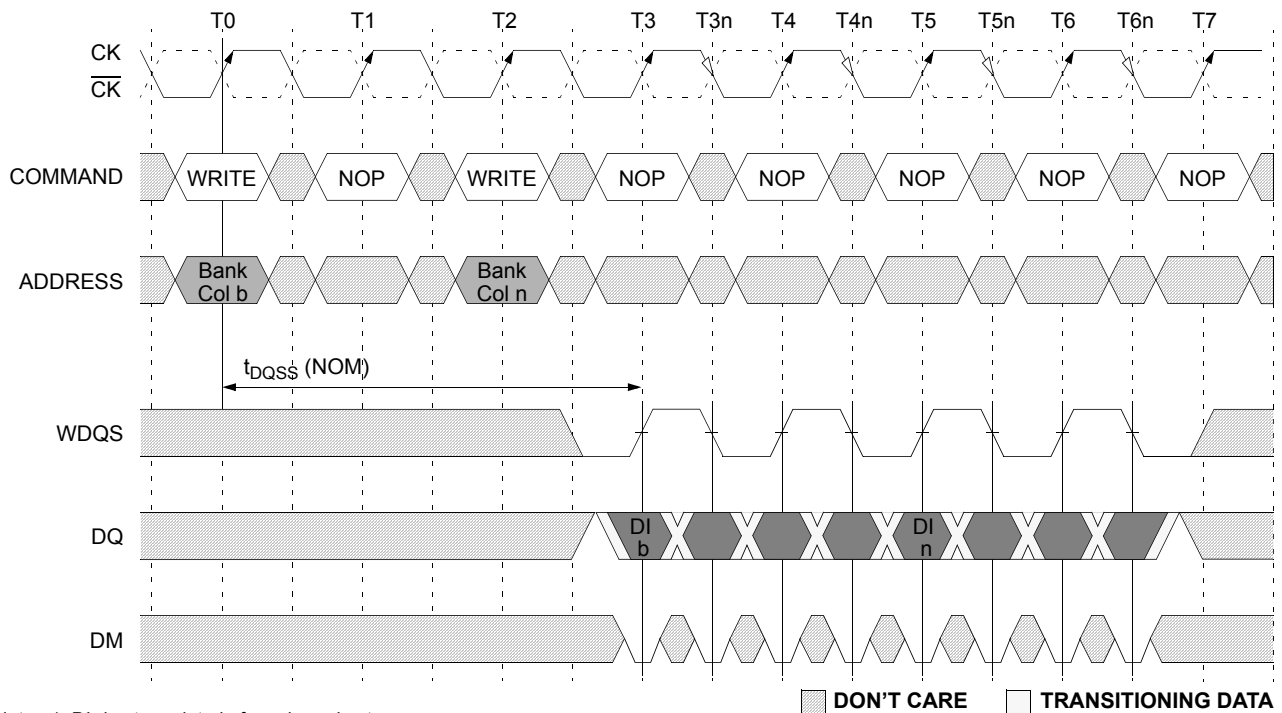 T0 T1 T2 T3 T3n T4 T4n T5 T5n T6 T6n T7
CK
CK
COMMAND WRITE NOP WRITE NOP NOP NOP NOP NOP
ADDRESS Bank Col b Bank Col n
tDQSS (NOM)
WDQS
DQ DI b DI n
DM
DON'T CARE TRANSITIONING DATA